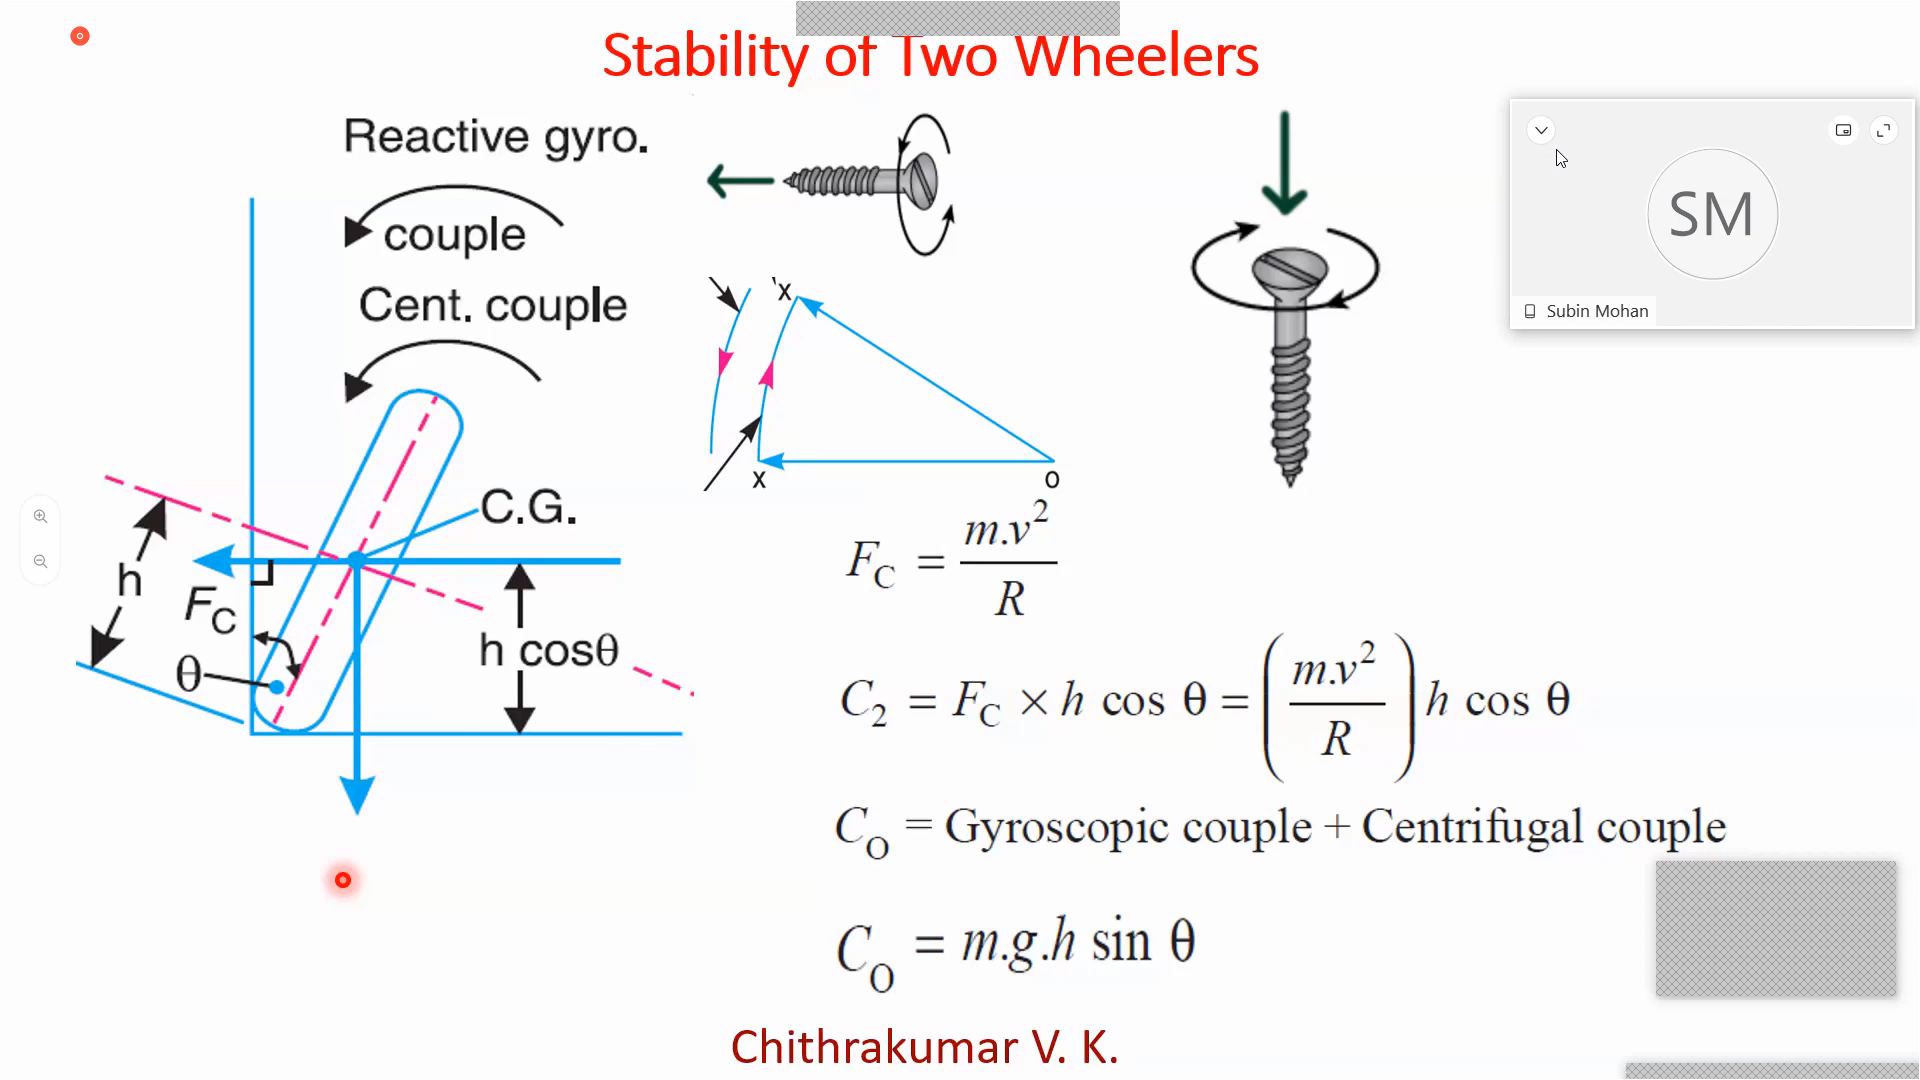 Stability of Two Wheelers
Reactive gyro.
couple
Cent. couple
C.G.
h
F_C
θ
h cosθ
'x
x
o
F_C = m.v² / R
C₂ = F_C × h cos θ = (m.v² / R) h cos θ
C_O = Gyroscopic couple + Centrifugal couple
C_O = m.g.h sin θ
Chithrakumar V. K.
SM
Subin Mohan